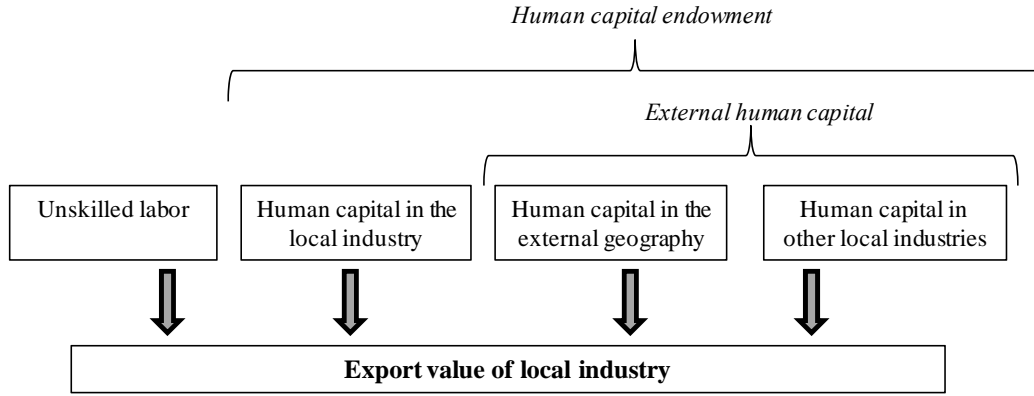 Human capital endowment
External human capital
Unskilled labor
Human capital in the
local industry
Human capital in the
external geography
Human capital in
other local industries
Export value of local industry